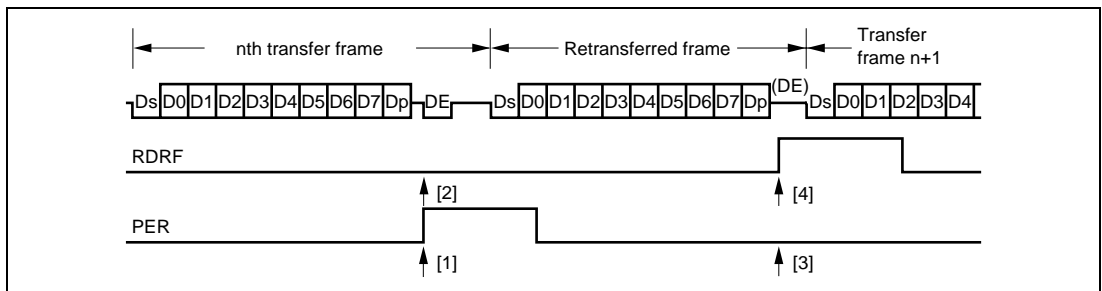 nth transfer frame Retransferred frame Transfer frame n+1
Ds D0 D1 D2 D3 D4 D5 D6 D7 Dp DE Ds D0 D1 D2 D3 D4 D5 D6 D7 Dp (DE) Ds D0 D1 D2 D3 D4
RDRF
[2] [4]
PER
[1] [3]